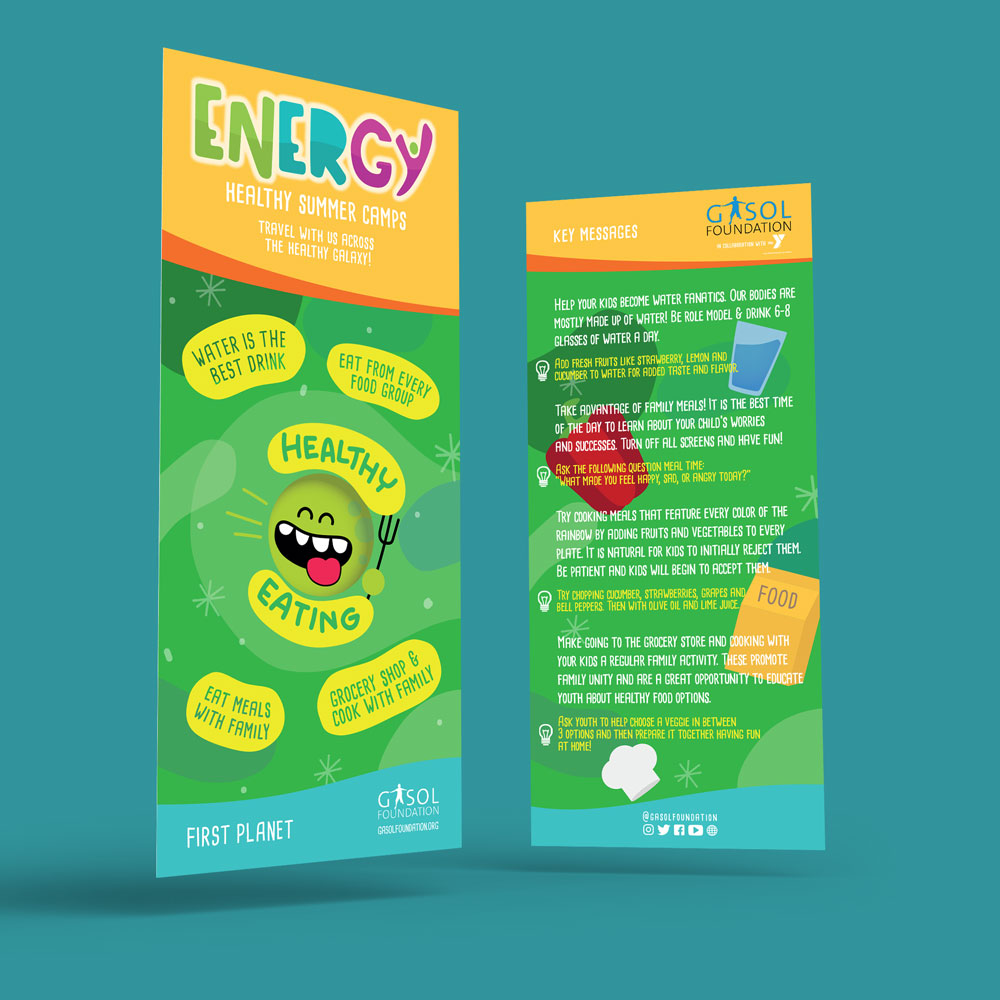 ENERGY
HEALTHY SUMMER CAMPS
TRAVEL WITH US ACROSS
THE HEALTHY GALAXY!
WATER IS THE
BEST DRINK
EAT FROM EVERY
FOOD GROUP
HEALTHY
EATING
EAT MEALS
WITH FAMILY
GROCERY SHOP &
COOK WITH FAMILY
FIRST PLANET
GASOL
FOUNDATION
GASOLFOUNDATION.ORG
KEY MESSAGES
GASOL
FOUNDATION
IN COLLABORATION WITH THE Y
HELP YOUR KIDS BECOME WATER FANATICS. OUR BODIES ARE
MOSTLY MADE UP OF WATER! BE ROLE MODEL & DRINK 6-8
GLASSES OF WATER A DAY.
ADD FRESH FRUITS LIKE STRAWBERRY, LEMON AND
CUCUMBER TO WATER FOR ADDED TASTE AND FLAVOR.
TAKE ADVANTAGE OF FAMILY MEALS! IT IS THE BEST TIME
OF THE DAY TO LEARN ABOUT YOUR CHILD'S WORRIES
AND SUCCESSES. TURN OFF ALL SCREENS AND HAVE FUN!
ASK THE FOLLOWING QUESTION MEAL TIME:
"WHAT MADE YOU FEEL HAPPY, SAD, OR ANGRY TODAY?"
TRY COOKING MEALS THAT FEATURE EVERY COLOR OF THE
RAINBOW BY ADDING FRUITS AND VEGETABLES TO EVERY
PLATE. IT IS NATURAL FOR KIDS TO INITIALLY REJECT THEM.
BE PATIENT AND KIDS WILL BEGIN TO ACCEPT THEM.
TRY CHOPPING CUCUMBER, STRAWBERRIES, GRAPES AND
BELL PEPPERS. THEN WITH OLIVE OIL AND LIME JUICE.
FOOD
MAKE GOING TO THE GROCERY STORE AND COOKING WITH
YOUR KIDS A REGULAR FAMILY ACTIVITY. THESE PROMOTE
FAMILY UNITY AND ARE A GREAT OPPORTUNITY TO EDUCATE
YOUTH ABOUT HEALTHY FOOD OPTIONS.
ASK YOUTH TO HELP CHOOSE A VEGGIE IN BETWEEN
3 OPTIONS AND THEN PREPARE IT TOGETHER HAVING FUN
AT HOME!
@GASOLFOUNDATION